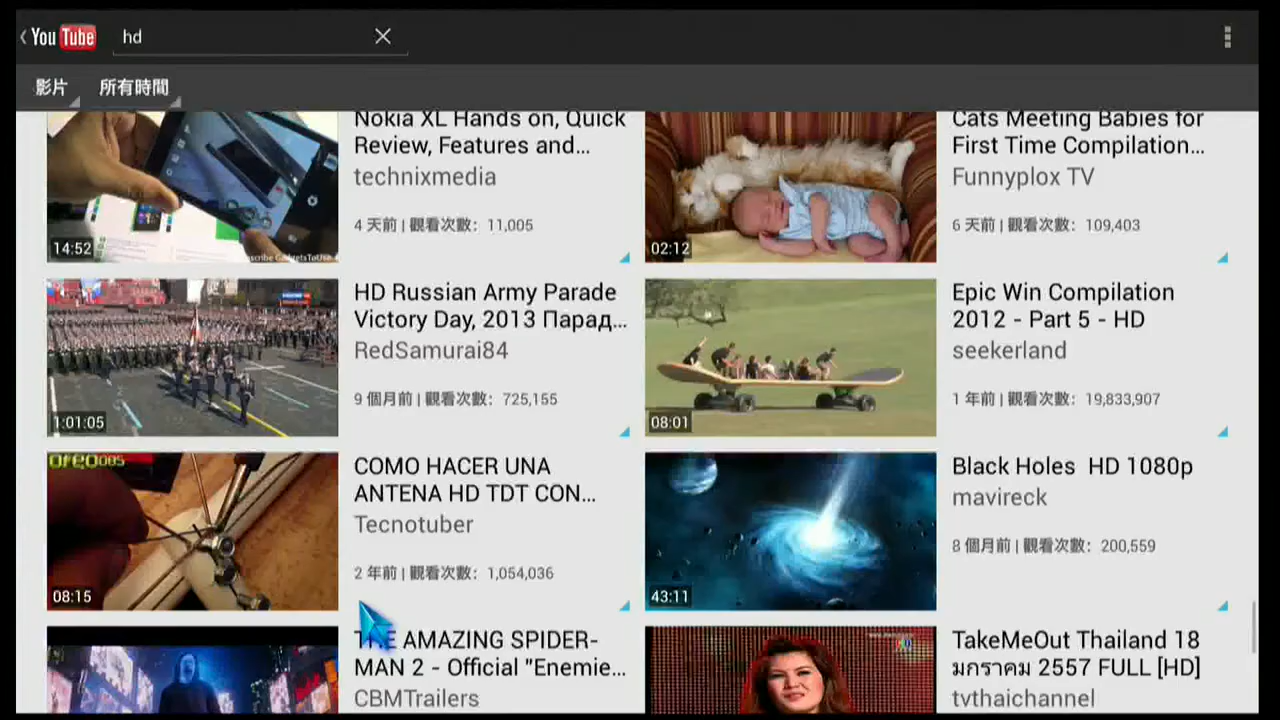 YouTube
hd
影片
所有時間
Nokia XL Hands on, Quick
Review, Features and...
technixmedia
4 天前 | 觀看次數: 11,005
14:52
Cats Meeting Babies for
First Time Compilation...
Funnyplox TV
6 天前 | 觀看次數: 109,403
02:12
HD Russian Army Parade
Victory Day, 2013 Парад...
RedSamurai84
9 個月前 | 觀看次數: 725,155
1:01:05
Epic Win Compilation
2012 - Part 5 - HD
seekerland
1 年前 | 觀看次數: 19,833,907
08:01
oreo005
COMO HACER UNA
ANTENA HD TDT CON...
Tecnotuber
2 年前 | 觀看次數: 1,054,036
08:15
Black Holes HD 1080p
mavireck
8 個月前 | 觀看次數: 200,559
43:11
THE AMAZING SPIDER-
MAN 2 - Official "Enemie...
CBMTrailers
TakeMeOut Thailand 18
มกราคม 2557 FULL [HD]
tvthaichannel